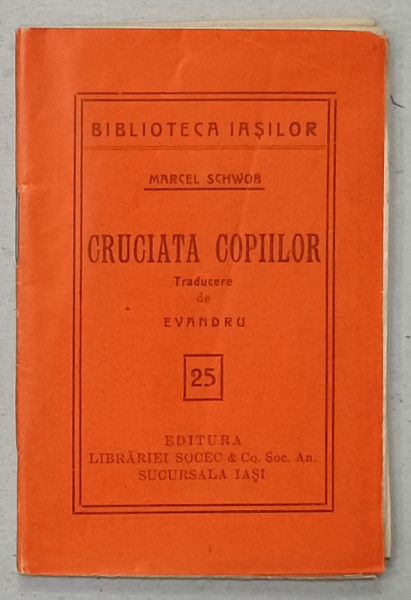 BIBLIOTECA IAȘILOR
MARCEL SCHWOB
CRUCIATA COPIILOR
Traducere
de
EVANDRU
25
EDITURA
LIBRĂRIEI SOCEC & Co. Soc. An.
SUCURSALA IAȘI